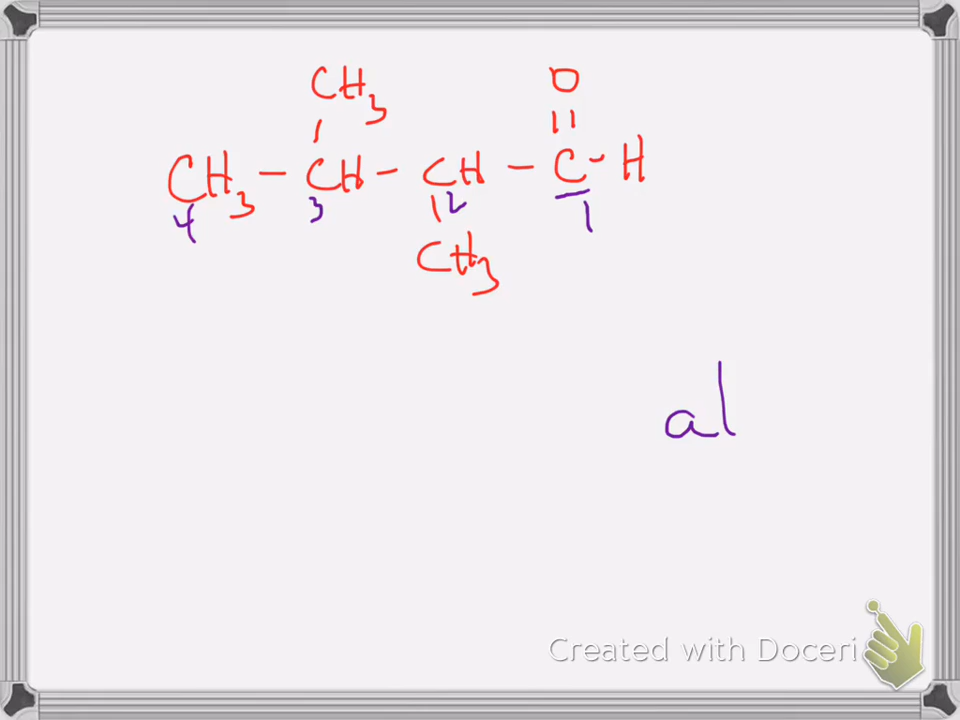 CH3 O
CH3 - CH - CH - C - H
4 3 2 1
CH3
al
Created with Doceri